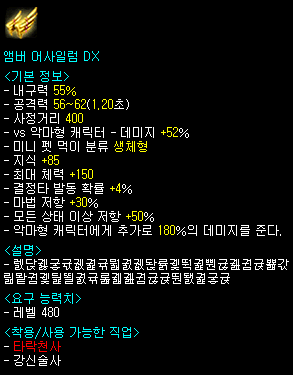 앰버 어사일럼 DX
<기본 정보>
- 내구력 55%
- 공격력 56~62(1.20초)
- 사정거리 400
- vs 악마형 캐릭터 - 데미지 +52%
- 미니 펫 먹이 분류 생체형
- 지식 +85
- 최대 체력 +150
- 결정타 발동 확률 +4%
- 마법 저항 +30%
- 모든 상태 이상 저항 +50%
- 악마형 캐릭터에게 추가로 180%의 데미지를 준다.
<설명>
<요구 능력치>
- 레벨 480
<착용/사용 가능한 직업>
- 타락천사
- 강신술사